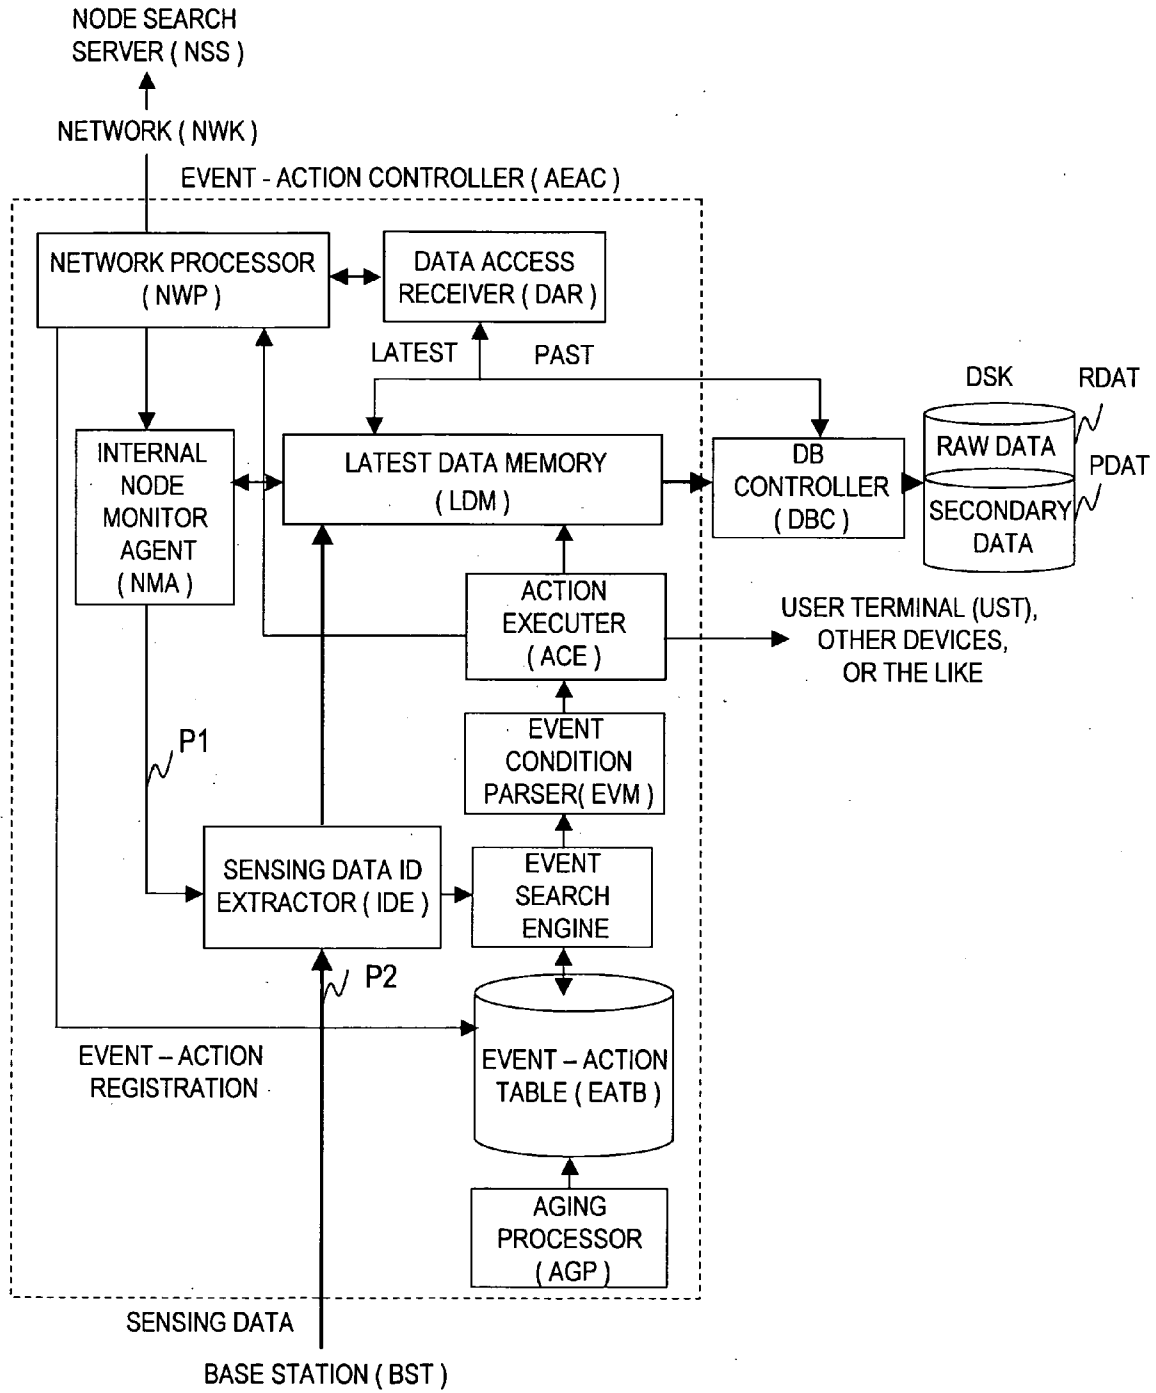 NODE SEARCH
SERVER ( NSS )
NETWORK ( NWK )
EVENT - ACTION CONTROLLER ( AEAC )
NETWORK PROCESSOR
( NWP )
DATA ACCESS
RECEIVER ( DAR )
LATEST
PAST
DSK
RDAT
RAW DATA
PDAT
SECONDARY
DATA
INTERNAL
NODE
MONITOR
AGENT
( NMA )
LATEST DATA MEMORY
( LDM )
DB
CONTROLLER
( DBC )
ACTION
EXECUTER
( ACE )
USER TERMINAL (UST),
OTHER DEVICES,
OR THE LIKE
EVENT
CONDITION
PARSER( EVM )
P1
SENSING DATA ID
EXTRACTOR ( IDE )
EVENT
SEARCH
ENGINE
P2
EVENT – ACTION
REGISTRATION
EVENT – ACTION
TABLE ( EATB )
AGING
PROCESSOR
( AGP )
SENSING DATA
BASE STATION ( BST )